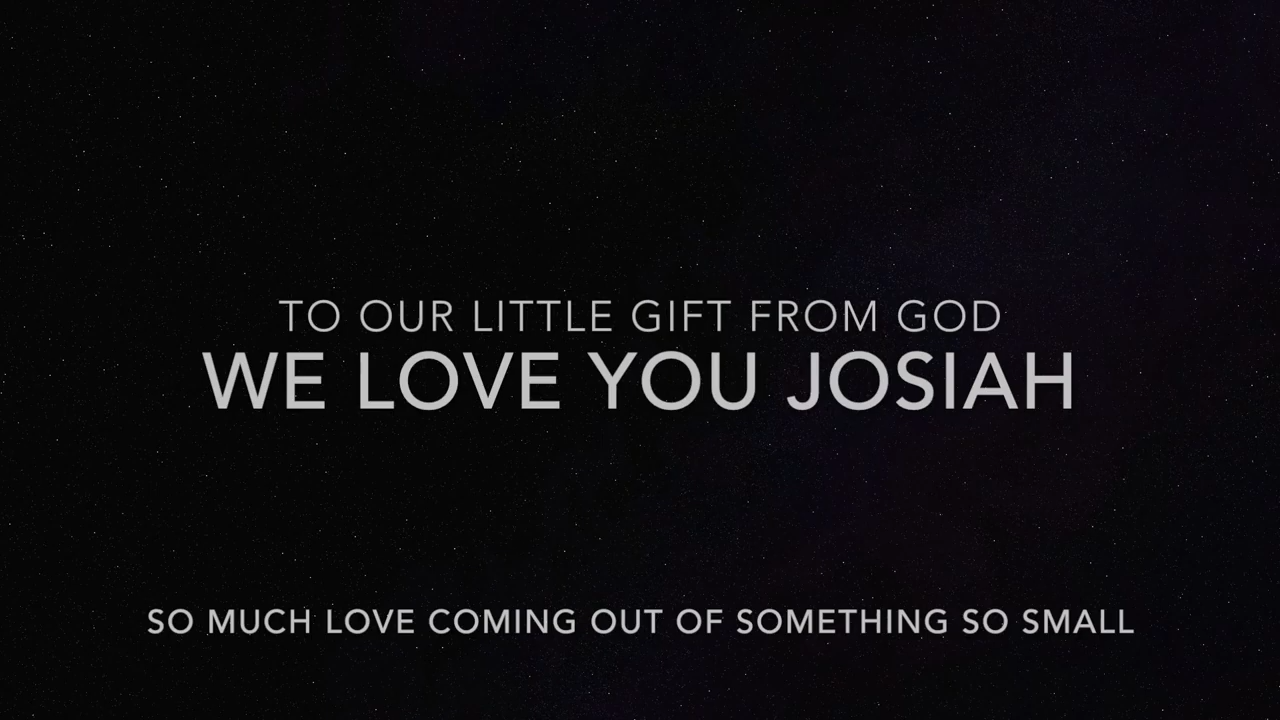 TO OUR LITTLE GIFT FROM GOD
WE LOVE YOU JOSIAH
SO MUCH LOVE COMING OUT OF SOMETHING SO SMALL